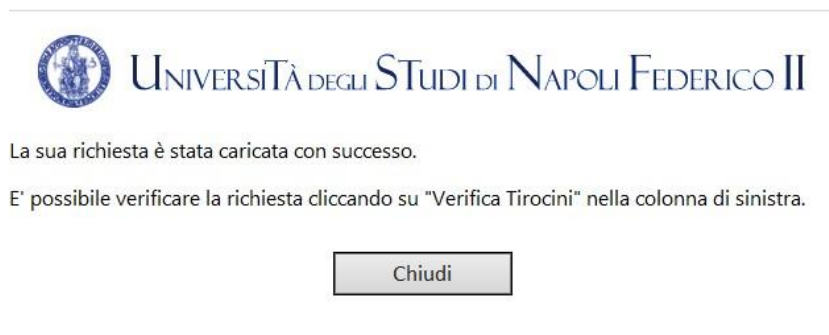 UNIVERSITÀ DEGLI STUDI DI NAPOLI FEDERICO II
La sua richiesta è stata caricata con successo.
E' possibile verificare la richiesta cliccando su "Verifica Tirocini" nella colonna di sinistra.
Chiudi